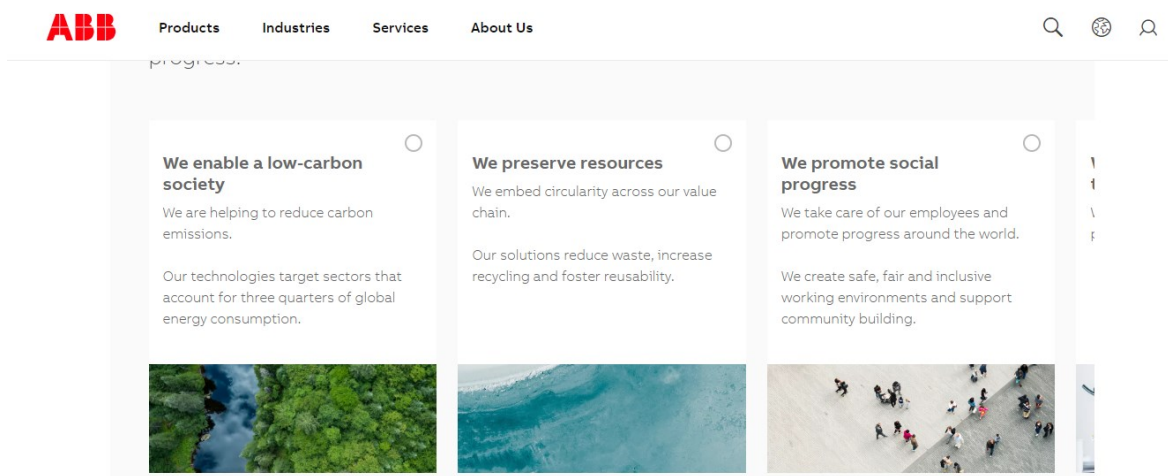 ABB Products Industries Services About Us
progress.
We enable a low-carbon
society
We are helping to reduce carbon
emissions.
Our technologies target sectors that
account for three quarters of global
energy consumption.
We preserve resources
We embed circularity across our value
chain.
Our solutions reduce waste, increase
recycling and foster reusability.
We promote social
progress
We take care of our employees and
promote progress around the world.
We create safe, fair and inclusive
working environments and support
community building.